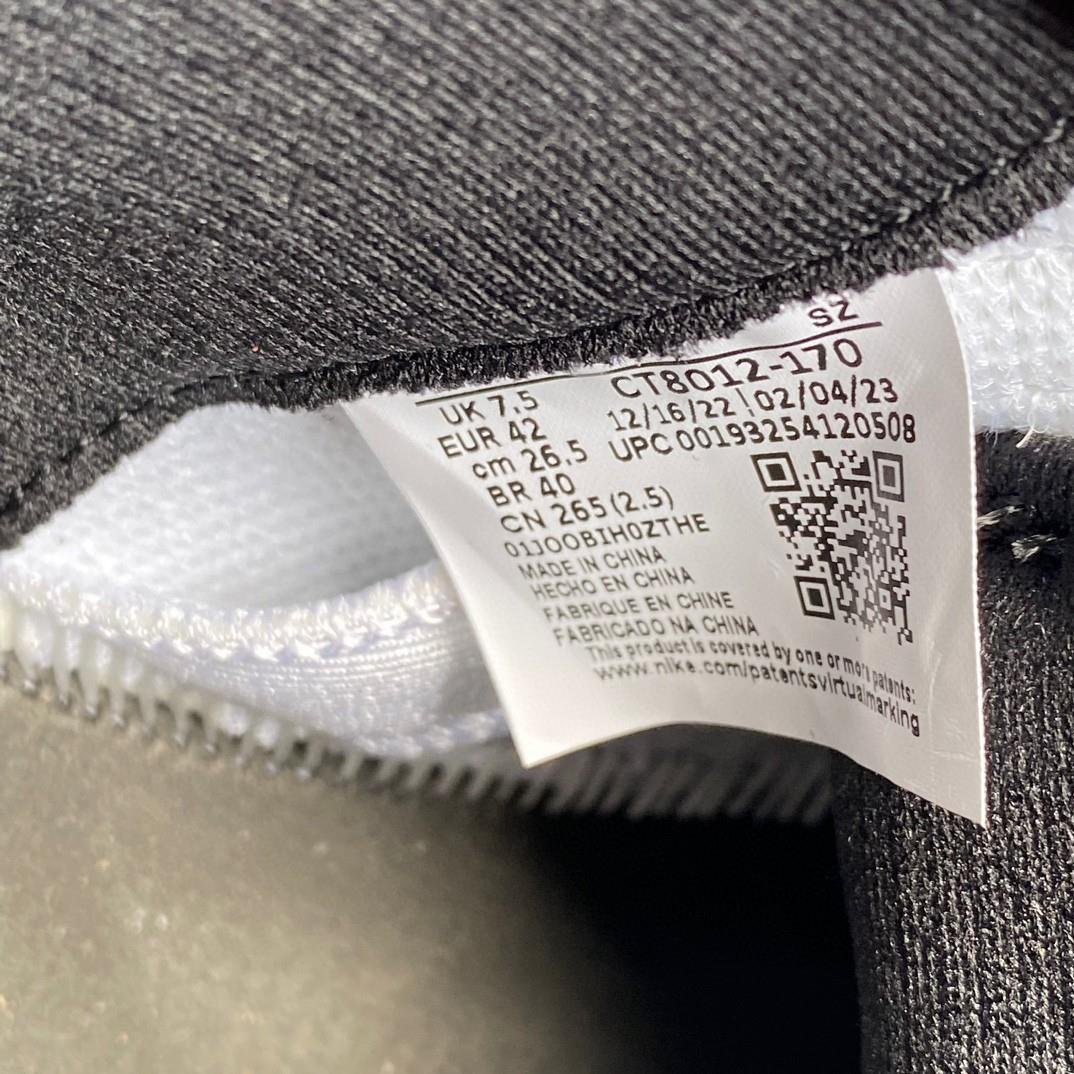 SZ
UK 7.5
EUR 42
cm 26.5
BR 40
CN 265 (2.5)
CT8012-170
12/16/22 | 02/04/23
UPC 00193254120508
01JOOBIH0ZTHE
MADE IN CHINA
HECHO EN CHINA
FABRIQUE EN CHINE
FABRICADO NA CHINA
This product is covered by one or more patents:
www.nike.com/patentsvirtualmarking